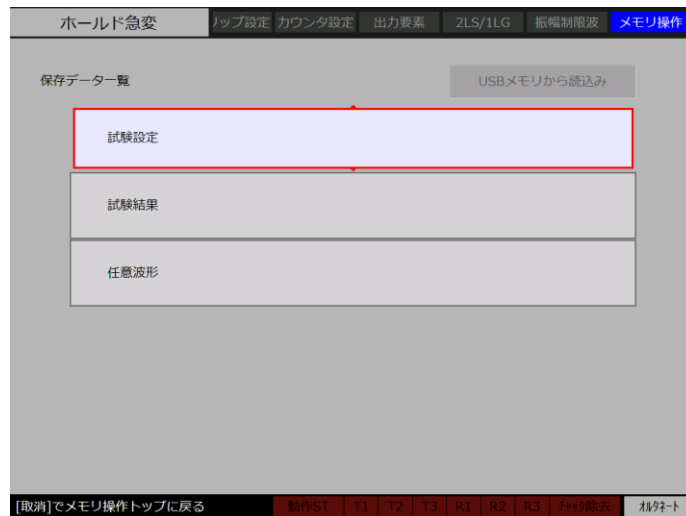 ホールド急変 リップ設定 カウンタ設定 出力要素 2LS/1LG 振幅制限波 メモリ操作
保存データ一覧 USBメモリから読込み
試験設定
試験結果
任意波形
[取消]でメモリ操作トップに戻る 動作ST T1 T2 T3 R1 R2 R3 ﾁｬｯﾀ除去 ｵﾙﾀﾈｰﾄ